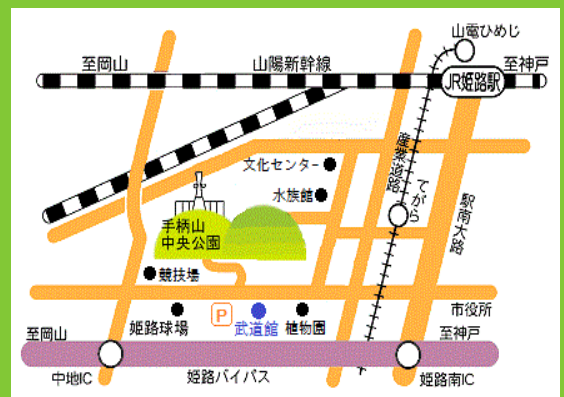 山電ひめじ
至岡山
山陽新幹線
至神戸
JR姫路駅
産業道路
文化センター
水族館
てがら
駅南大路
手柄山
中央公園
競技場
市役所
姫路球場
P
武道館
植物園
至岡山
至神戸
中地IC
姫路バイパス
姫路南IC